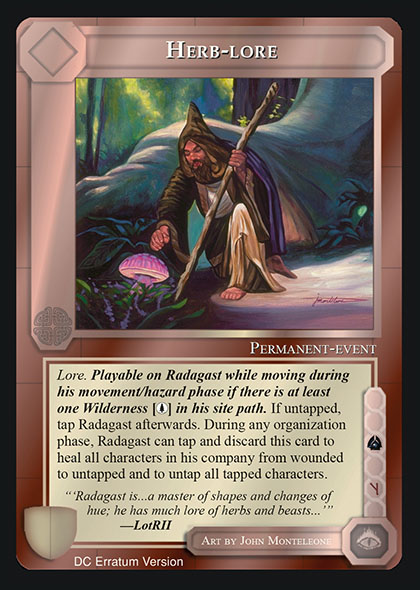 HERB-LORE
PERMANENT-EVENT
Lore. Playable on Radagast while moving during
his movement/hazard phase if there is at least
one Wilderness [] in his site path. If untapped,
tap Radagast afterwards. During any organization
phase, Radagast can tap and discard this card to
heal all characters in his company from wounded
to untapped and to untap all tapped characters.
“‘Radagast is...a master of shapes and changes of
hue; he has much lore of herbs and beasts...’”
—LotRII
ART BY JOHN MONTELEONE
DC Erratum Version